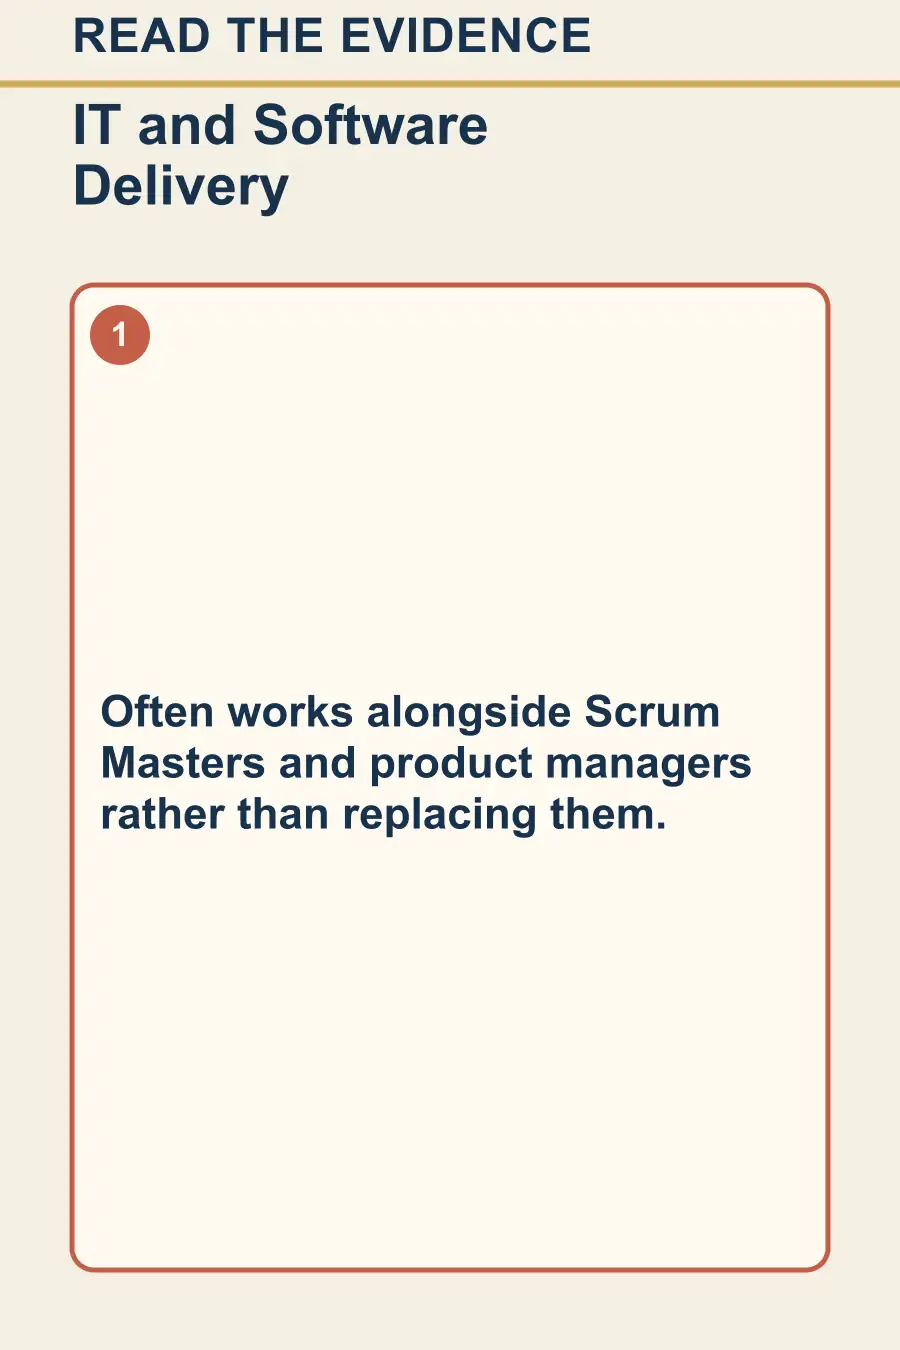 READ THE EVIDENCE
IT and Software
Delivery
1
Often works alongside Scrum
Masters and product managers
rather than replacing them.